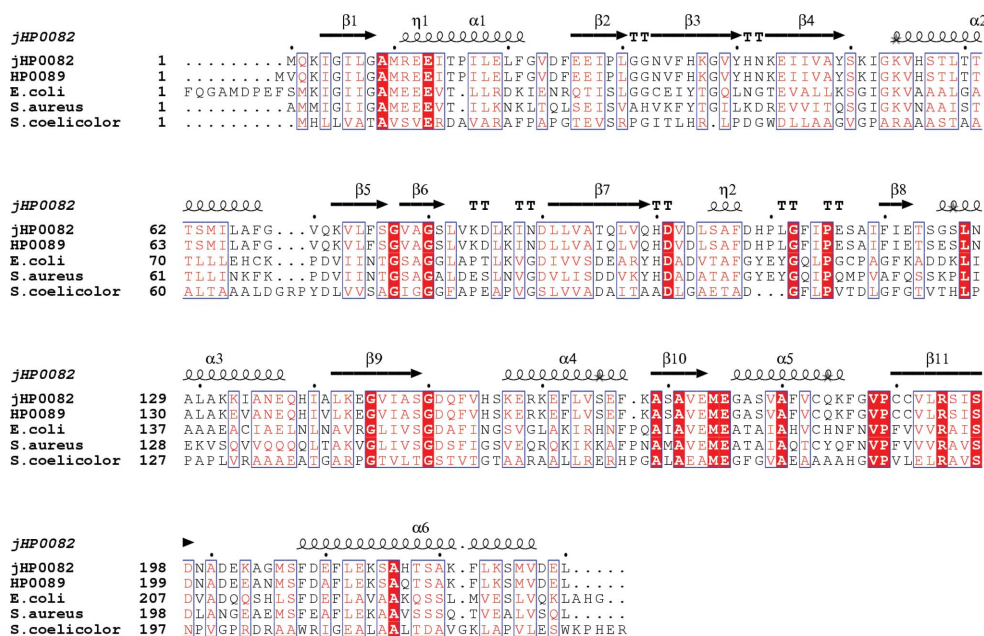 β1 η1 α1 β2 β3 β4 α2
jHP0082 TT TT
jHP0082 1 .........MQKIGILGAMREEITPILELFGVDFEEIPLGGNVFHKGVYHNKEIIVAYSKIGKVHSTLTT
HP0089 1 ........MVQKIGILGAMREEITPILELFGVDFEEIPLGGNVFHKGVYHNKEIIVAYSKIGKVHSTLTT
E.coli 1 FQGAMDPEFSMKIGIIGAMEEEVT.LLRDKIENRQTISLGGCEIYTGQLNGTEVALLKSGIGKVAAALGA
S.aureus 1 .........AMMIGIIGAMEEEVT.ILKNKLTQLSEISVAHVKFYTGILKDREVVITQSGIGKVNAAIST
S.coelicolor 1 ..........MHLLVATAVSVERDAVARAFPAPGTEVSRPGITLHR.LPDGWDLLAAGVGPARAAASTAA
β5 β6 β7 η2 β8
jHP0082 TT TT TT TT TT
jHP0082 62 TSMILAFG..VQKVLFSGVAGSLVKDLKINDLLVATQLVQHDVDLSAFDHPLGFIPESAIFIETSGSLN
HP0089 63 TSMILAFG..VQKVLFSGVAGSLVKDLKINDLLVATQLVQHDVDLSAFDHPLGFIPESAIFIETSGSLN
E.coli 70 TLLLEHCK..PDVIINTGSAGGLAPTLKVGDIVVSDEARYHDADVTAFGYEYGQLPGCPAGFKADDKLI
S.aureus 61 TLLINKFK..PDVIINTGSAGALDESLNVGDVLISDDVKYHDADATAFGYEYGQIPQMPVAFQSSKPLI
S.coelicolor 60 ALTAAALDGRPYDLVVSAGIGGGFAPEAPVGSLVVADAITAADLGAETAD...GFLPVTDLGFGTVTHLP
α3 β9 α4 β10 α5 β11
jHP0082
jHP0082 129 ALAKKIANEQHIALKEGVIASGDQFVHSKERKEFLVSEF.KASAVEMEGASVAFVCQKFGVPCCVLRSIS
HP0089 130 ALAKEVANEQHIVLKEGVIASGDQFVHSKERKEFLVSEF.KASAVEMEGASVAFVCQKFGVPCCVLRSIS
E.coli 137 AAAEACIAELNLNAVRGLIVSGDAFINGSVGLAKIRHNFPQAIAVEMEATAIAHVCHNFNVPFVVVRAIS
S.aureus 128 EKVSQVVQQQQLTAVRGLIVSGDSFIGSVEQRQKIKKAFPNAMAVEMEATAIAQTCYQFNVPFVVVRAVS
S.coelicolor 127 PAPLVRAAAEATGARPGTVLTGSTVTGTAARAALLRERHPGALAEAMEGFGVAEAAAAHGVPVLELRAVS
α6
jHP0082
jHP0082 198 DNADEKAGMSFDEFLEKSAHTSAK.FLKSMVDEL.....
HP0089 199 DNADEEANMSFDAFLEKSAQTSAK.FLKSMVDEL.....
E.coli 207 DVADQQSHLSFDEFLAVAAKQSSL.MVESLVQKLAHG..
S.aureus 198 DLANGEAEMSFEAFLEKAAVSSSQ.TVEALVSQL.....
S.coelicolor 197 NPVGPRDRAAWRIGEALAALTDAVGKLAPVLESWKPHER